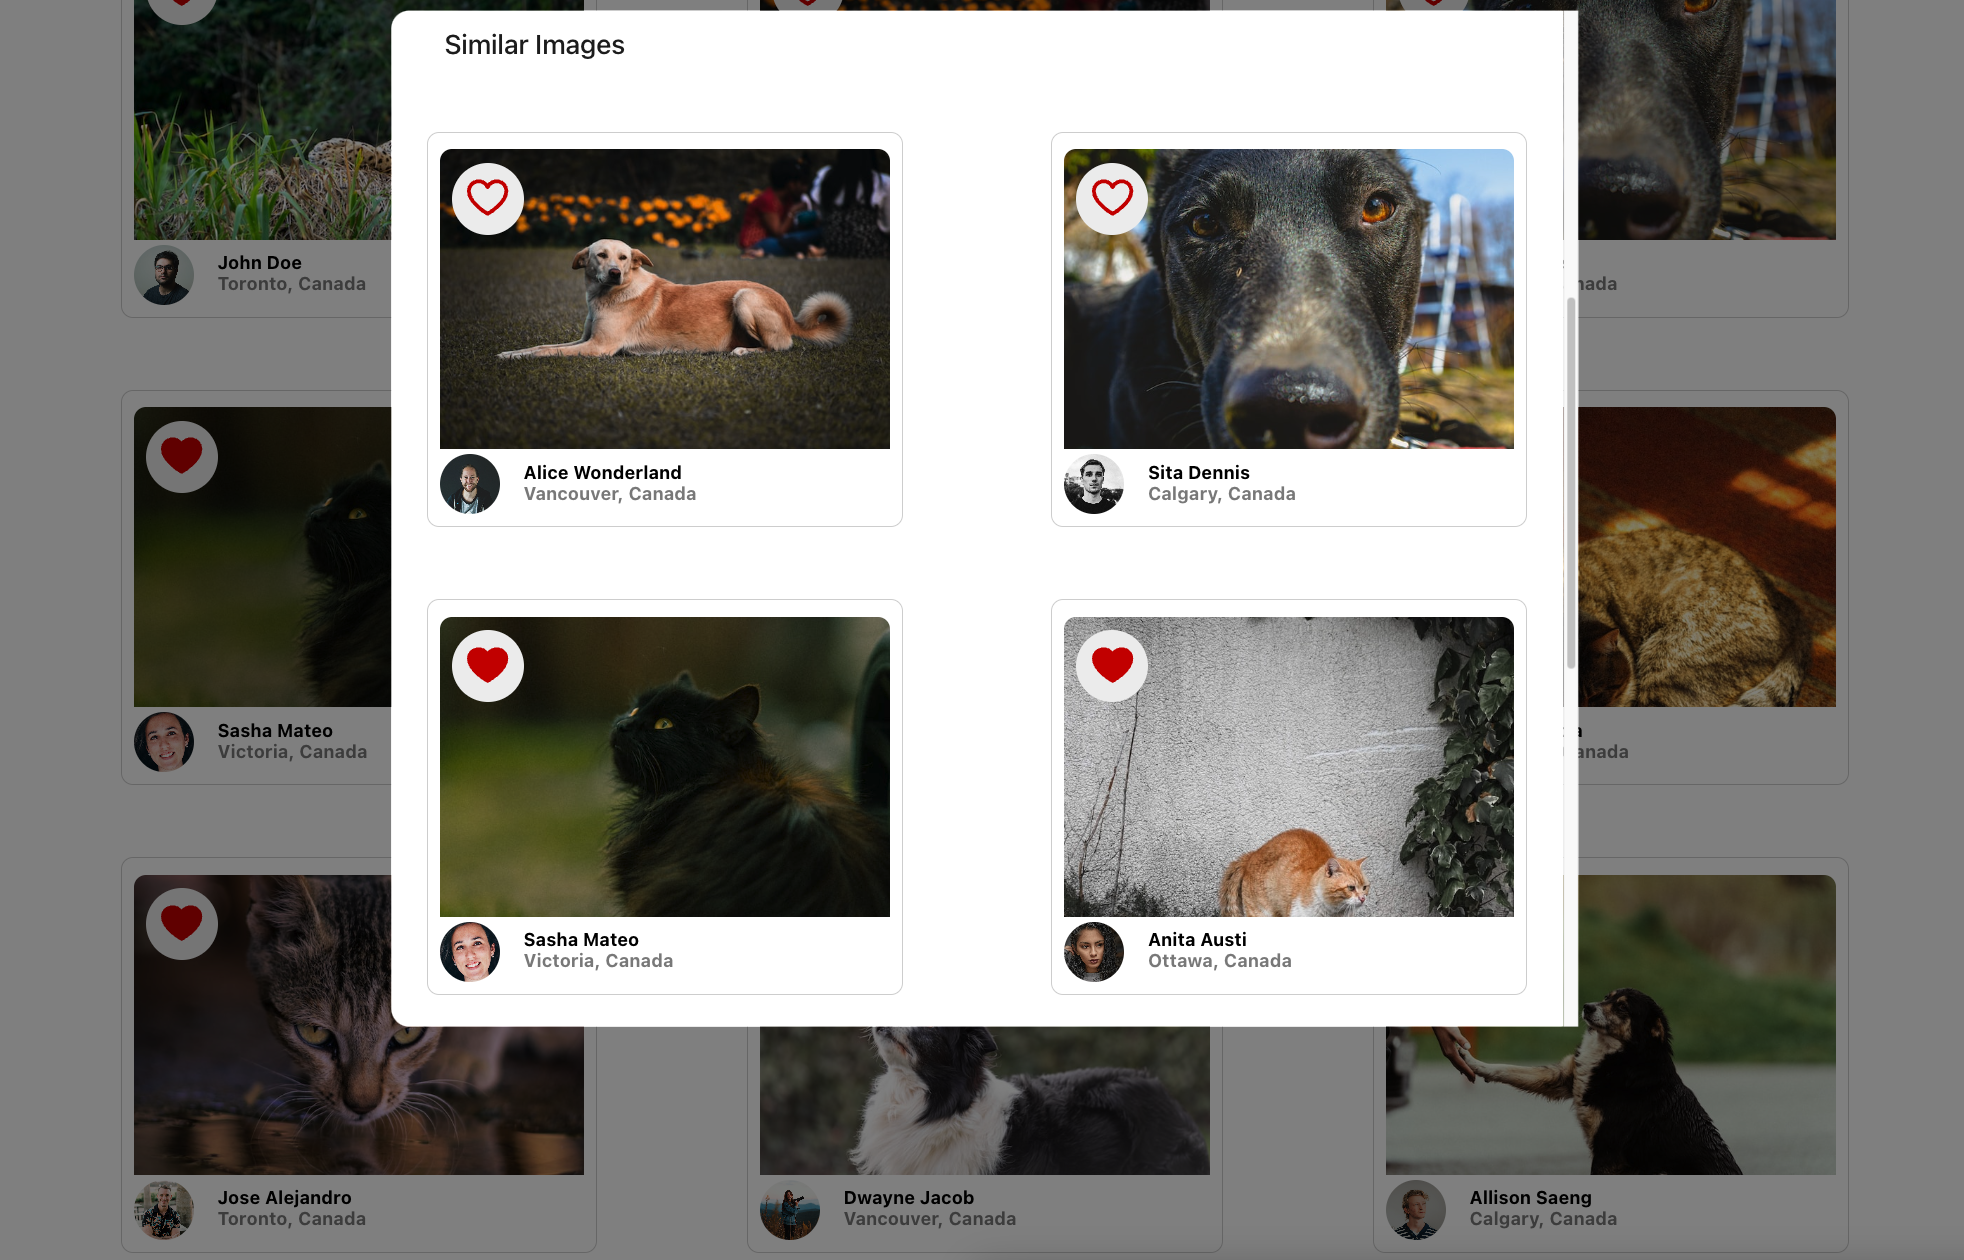 Similar Images
Alice Wonderland
Vancouver, Canada
Sita Dennis
Calgary, Canada
Sasha Mateo
Victoria, Canada
Anita Austi
Ottawa, Canada
John Doe
Toronto, Canada
nada
Sasha Mateo
Victoria, Canada
a
anada
Jose Alejandro
Toronto, Canada
Dwayne Jacob
Vancouver, Canada
Allison Saeng
Calgary, Canada